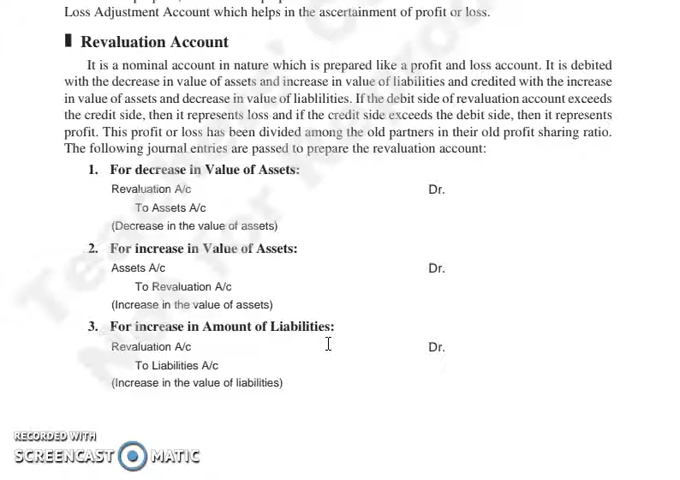 Loss Adjustment Account which helps in the ascertainment of profit or loss.
Revaluation Account
It is a nominal account in nature which is prepared like a profit and loss account. It is debited
with the decrease in value of assets and increase in value of liabilities and credited with the increase
in value of assets and decrease in value of liablilities. If the debit side of revaluation account exceeds
the credit side, then it represents loss and if the credit side exceeds the debit side, then it represents
profit. This profit or loss has been divided among the old partners in their old profit sharing ratio.
The following journal entries are passed to prepare the revaluation account:
1. For decrease in Value of Assets:
Revaluation A/c Dr.
To Assets A/c
(Decrease in the value of assets)
2. For increase in Value of Assets:
Assets A/c Dr.
To Revaluation A/c
(Increase in the value of assets)
3. For increase in Amount of Liabilities:
Revaluation A/c Dr.
To Liabilities A/c
(Increase in the value of liabilities)
RECORDED WITH
SCREENCAST MATIC